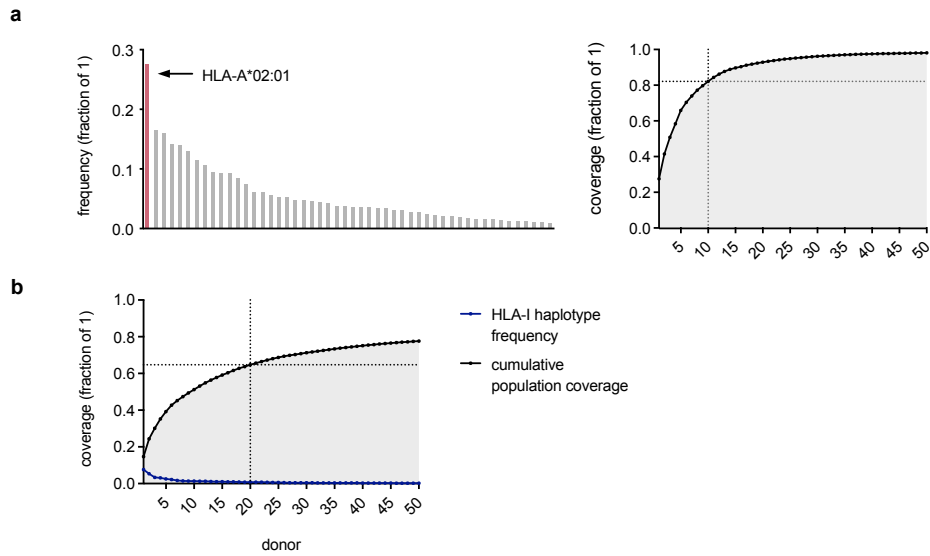 a
frequency (fraction of 1)
0.3
0.2
0.1
0.0
HLA-A*02:01
coverage (fraction of 1)
1.0
0.8
0.6
0.4
0.2
0.0
5 10 15 20 25 30 35 40 45 50
b
coverage (fraction of 1)
1.0
0.8
0.6
0.4
0.2
0.0
5 10 15 20 25 30 35 40 45 50
donor
HLA-I haplotype
frequency
cumulative
population coverage